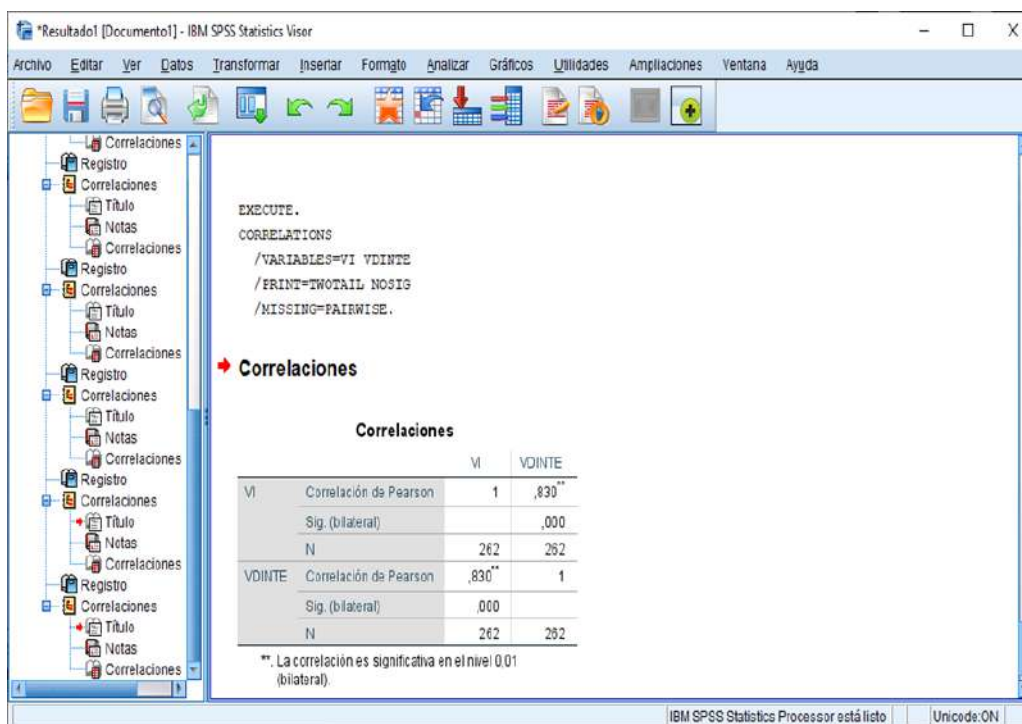 *Resultado1 [Documento1] - IBM SPSS Statistics Visor
Archivo Editar Ver Datos Transformar Insertar Formato Analizar Gráficos Utilidades Ampliaciones Ventana Ayuda
Correlaciones
Registro
Correlaciones
Título
Notas
Correlaciones
Registro
Correlaciones
Título
Notas
Correlaciones
Registro
Correlaciones
Título
Notas
Correlaciones
Registro
Correlaciones
Título
Notas
Correlaciones
Registro
Correlaciones
Título
Notas
Correlaciones
EXECUTE.
CORRELATIONS
/VARIABLES=VI VDINTE
/PRINT=TWOTAIL NOSIG
/MISSING=PAIRWISE.
Correlaciones
Correlaciones
VI VDINTE
VI Correlación de Pearson 1 ,830**
Sig. (bilateral) ,000
N 262 262
VDINTE Correlación de Pearson ,830** 1
Sig. (bilateral) ,000
N 262 262
**. La correlación es significativa en el nivel 0,01
(bilateral).
IBM SPSS Statistics Processor está listo Unicode:ON